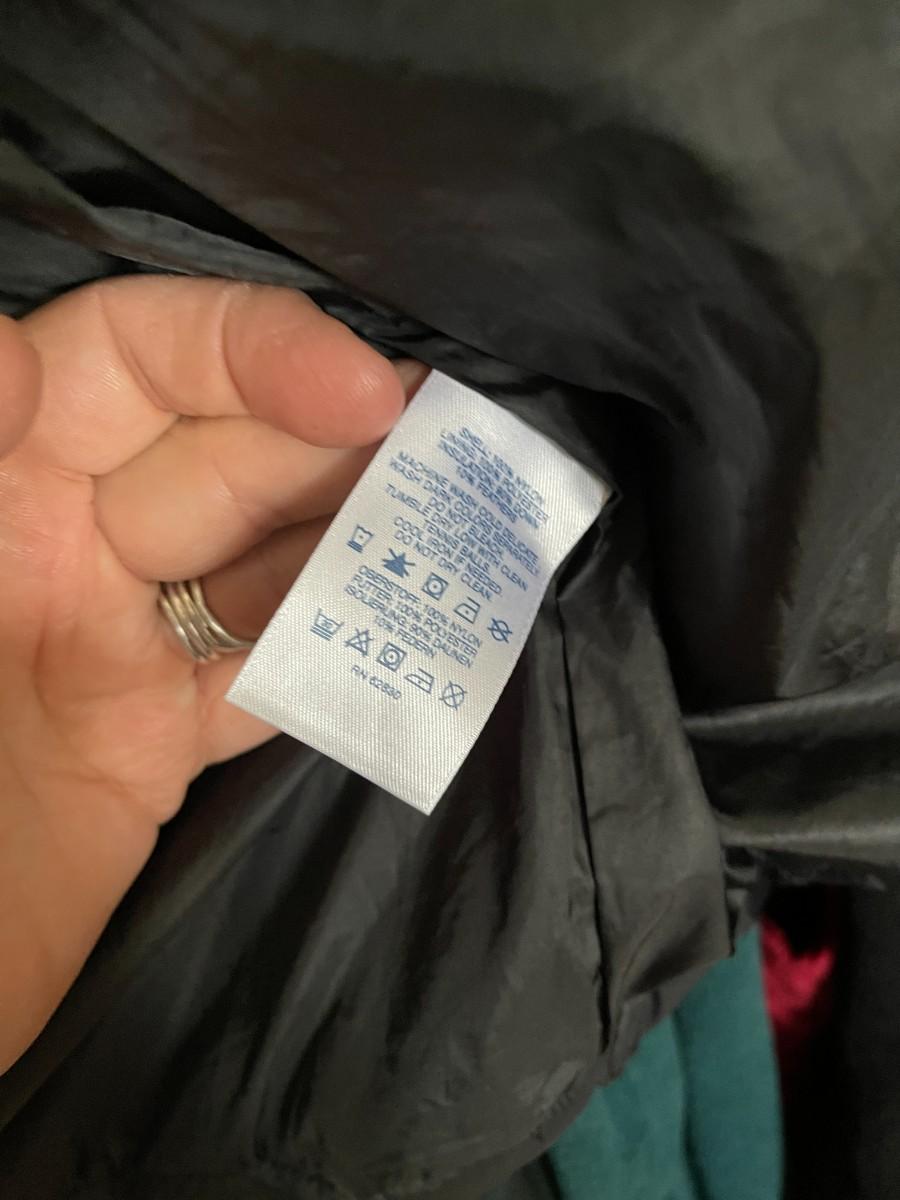 SHELL: 100% NYLON
LINING: 100% POLYESTER
INSULATION: 90% DOWN
10% FEATHERS
MACHINE WASH COLD DELICATE
WASH DARK COLORS SEPARATELY
DO NOT BLEACH.
TUMBLE DRY LOW WITH CLEAN
TENNIS BALLS.
COOL IRON IF NEEDED.
DO NOT DRY CLEAN.
OBERSTOFF: 100% NYLON
FUTTER: 100% POLYESTER
ISOLIERUNG: 90% DAUNEN
10% FEDERN
RN 62680